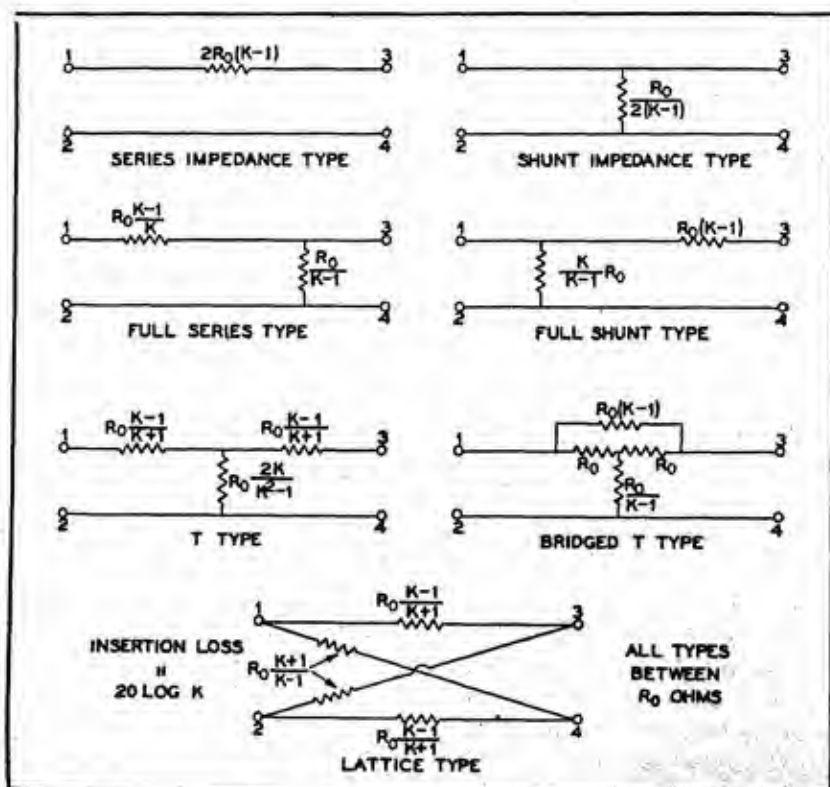 1 2R₀(K-1) 3
2 4
SERIES IMPEDANCE TYPE
1 3
R₀
2(K-1)
2 4
SHUNT IMPEDANCE TYPE
1 R₀ K-1 3
K
R₀
K-1
2 4
FULL SERIES TYPE
1 R₀(K-1) 3
K
K-1 R₀
2 4
FULL SHUNT TYPE
1 R₀ K-1 R₀ K-1 3
K+1 K+1
R₀ 2K
K²-1
2 4
T TYPE
R₀(K-1)
1 3
R₀ R₀
R₀
K-1
2 4
BRIDGED T TYPE
1 R₀ K-1 3
K+1
INSERTION LOSS
=
20 LOG K
R₀ K+1
K-1
ALL TYPES
BETWEEN
R₀ OHMS
2 R₀ K-1 4
K+1
LATTICE TYPE